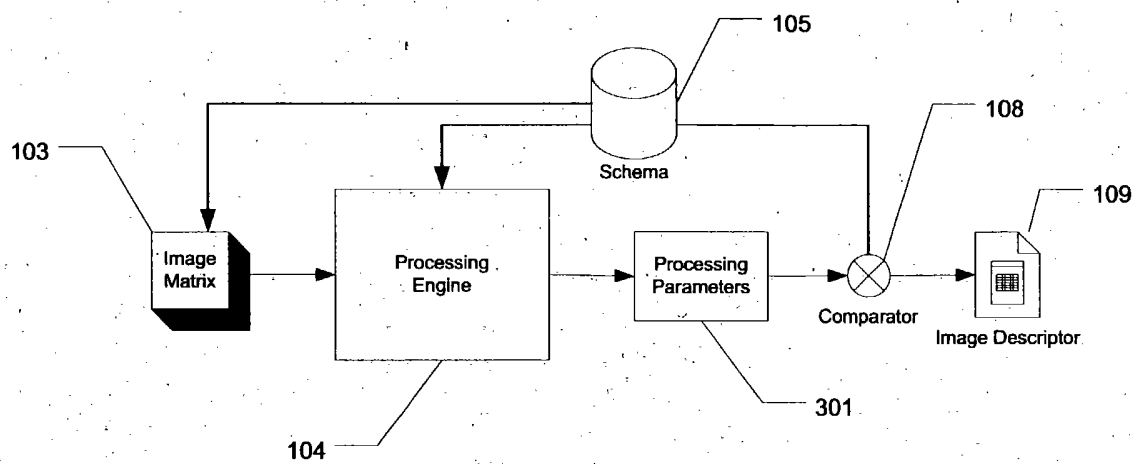 105
108
103
Schema
109
Image
Matrix
Processing
Engine
Processing
Parameters
Comparator
Image Descriptor
301
104